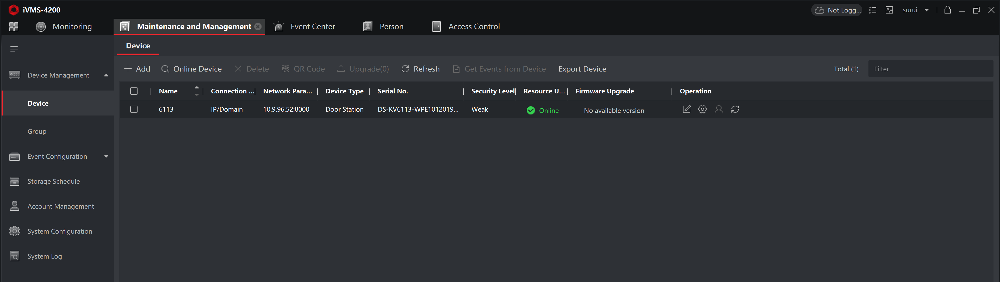 iVMS-4200
Not Logg...
surui
Monitoring
Maintenance and Management
Event Center
Person
Access Control
Device
Add
Online Device
Delete
QR Code
Upgrade(0)
Refresh
Get Events from Device
Export Device
Total (1)
Filter
Device Management
Device
Group
Event Configuration
Storage Schedule
Account Management
System Configuration
System Log
Name | Connection ... | Network Para... | Device Type | Serial No. | Security Level | Resource U... | Firmware Upgrade | Operation
6113 IP/Domain 10.9.96.52:8000 Door Station DS-KV6113-WPE1012019... Weak Online No available version